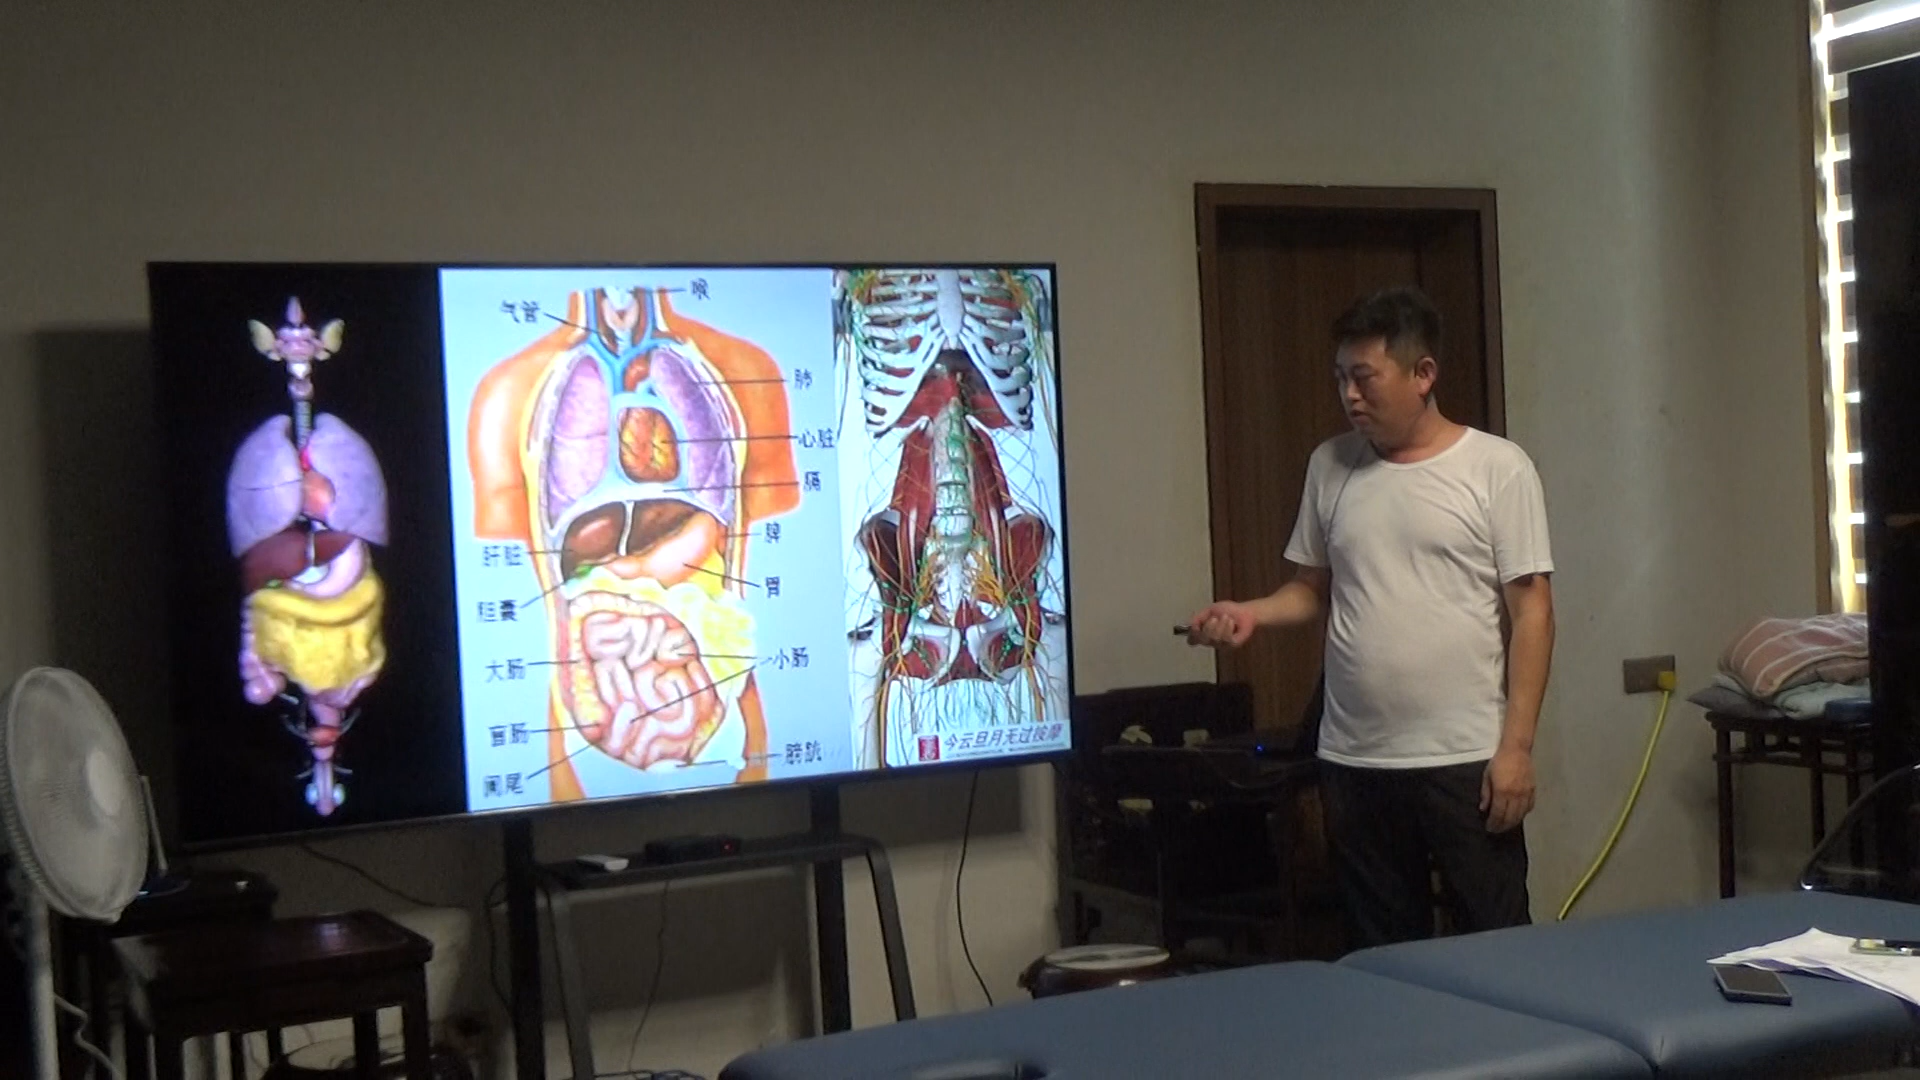 喉
气管
肺
心脏
膈
脾
肝脏
胃
胆囊
小肠
大肠
盲肠
膀胱
阑尾
今云旦月无过按摩